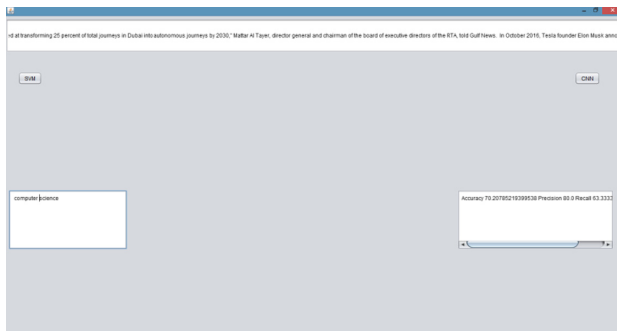 ed at transforming 25 percent of total journeys in Dubai into autonomous journeys by 2030," Mattar Al Tayer, director general and chairman of the board of executive directors of the RTA, told Gulf News. In October 2016, Tesla founder Elon Musk anno
SVM
CNN
computer science
Accuracy 70.20785219399538 Precision 80.0 Recall 63.3333